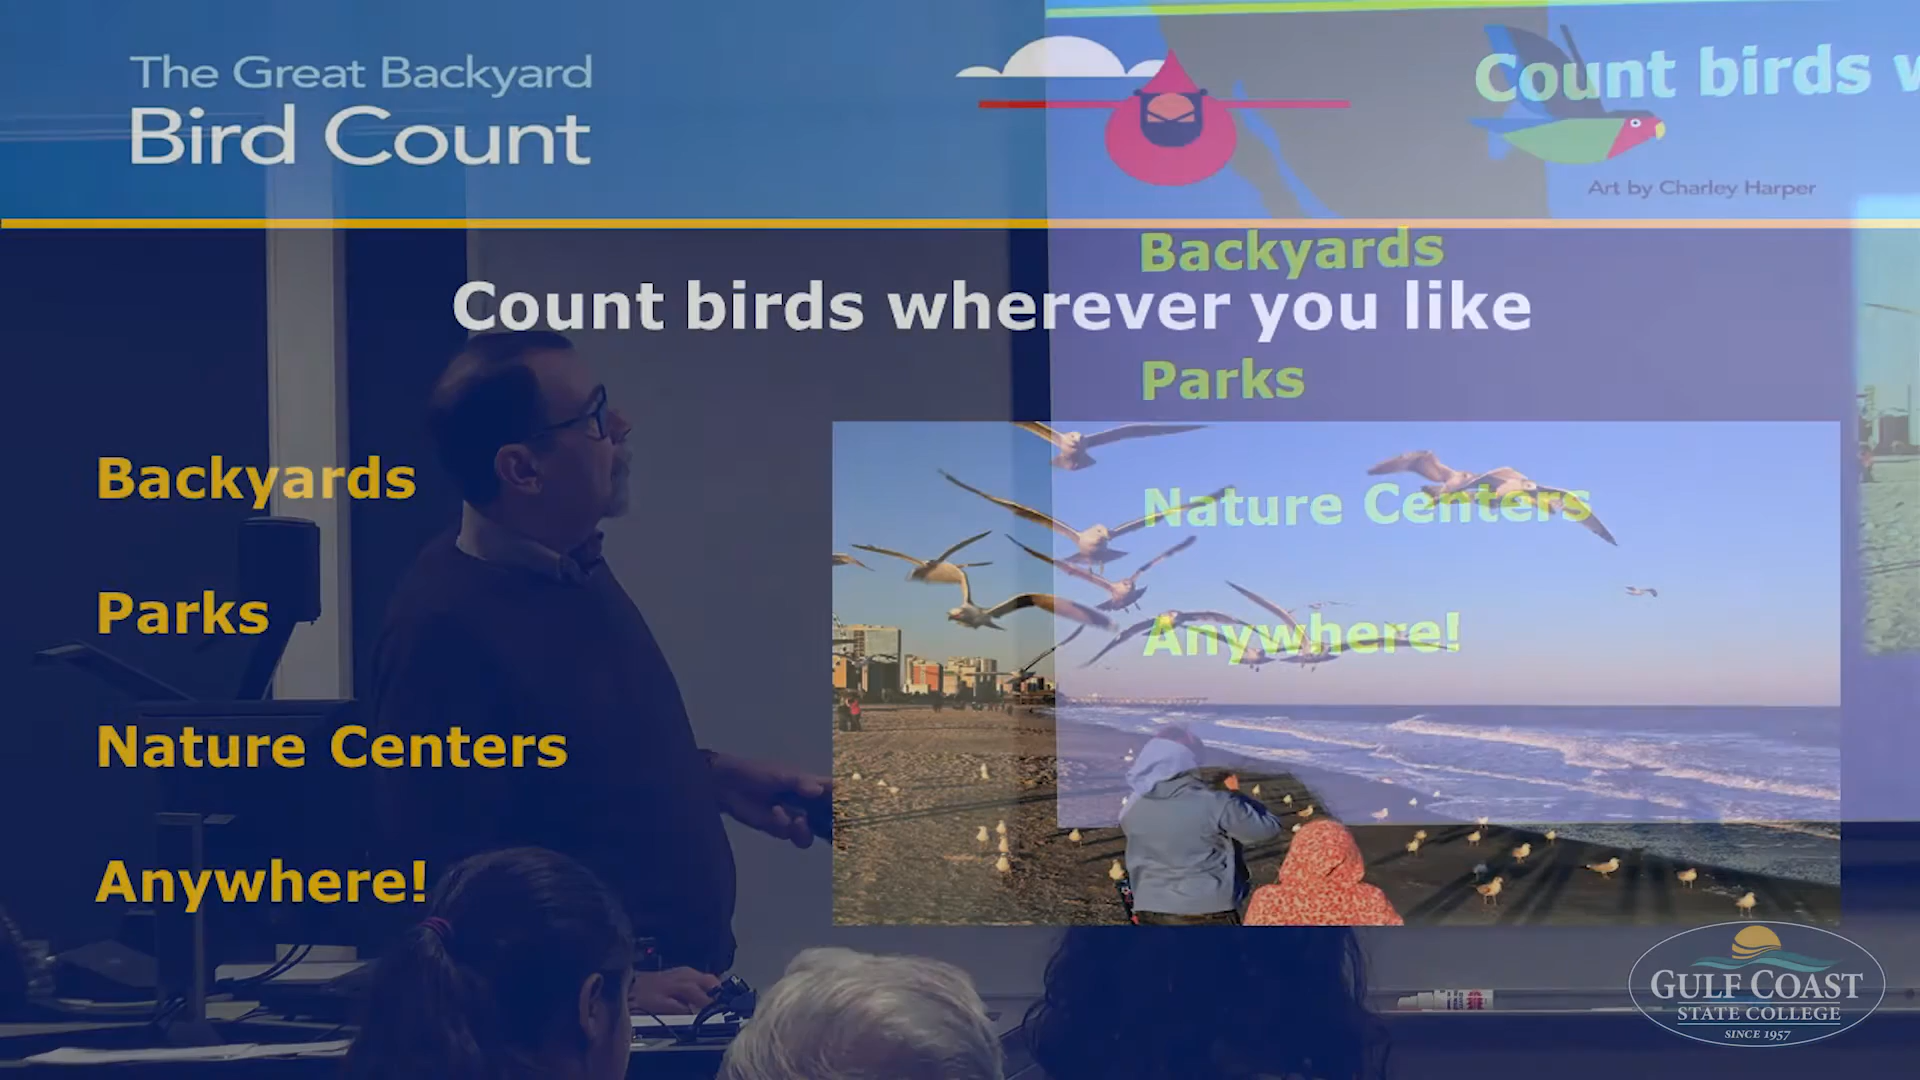 The Great Backyard
Bird Count
Count birds w
Art by Charley Harper
Backyards
Count birds wherever you like
Parks
Nature Centers
Anywhere!
Backyards
Parks
Nature Centers
Anywhere!
GULF COAST
STATE COLLEGE
SINCE 1957